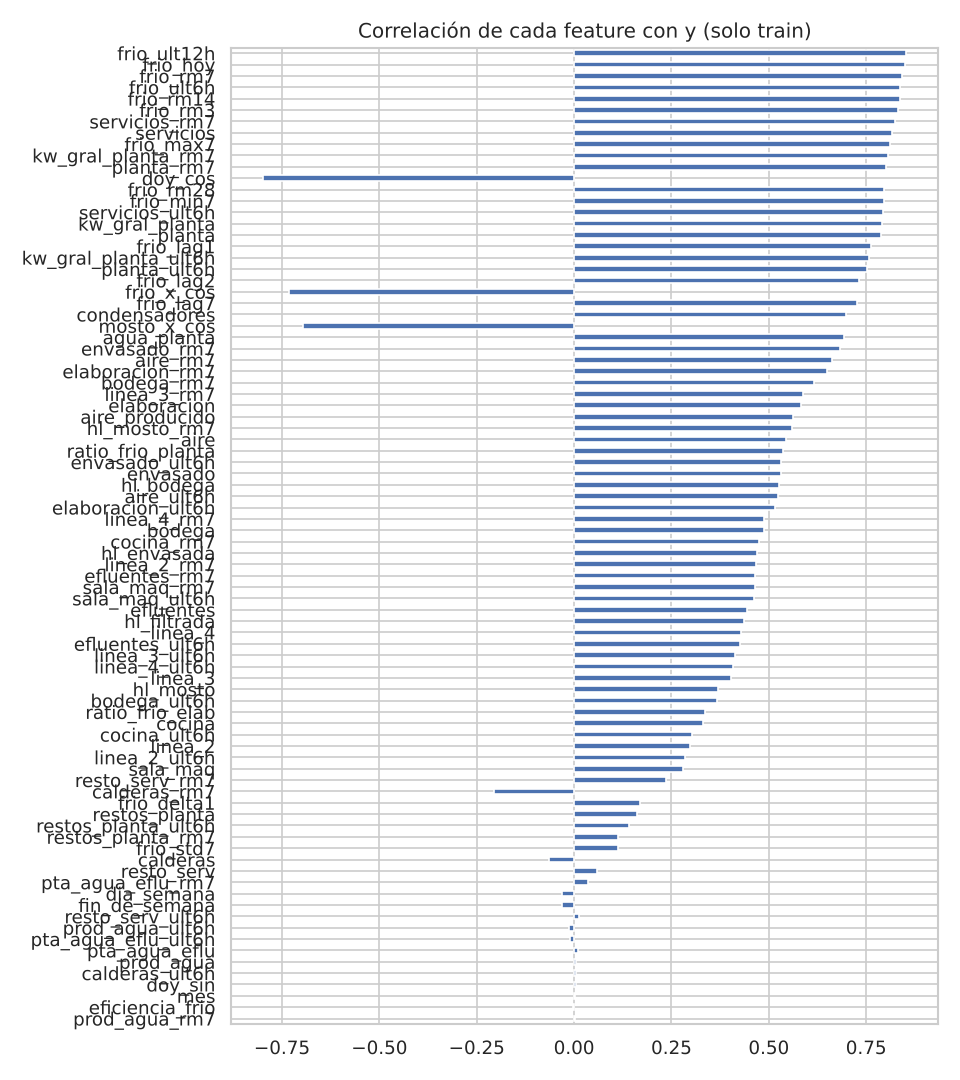 Correlación de cada feature con y (solo train)
frio_ult12h
frio_hoy
frio_rm7
frio_ult6h
frio_rm14
frio_rm3
servicios_rm7
servicios
frio_max7
kw_gral_planta_rm7
planta_rm7
doy_cos
frio_rm28
frio_min7
servicios_ult6h
kw_gral_planta
planta
frio_lag1
kw_gral_planta_ult6h
planta_ult6h
frio_lag2
frio_x_cos
frio_lag7
condensadores
mosto_x_cos
agua_planta
envasado_rm7
aire_rm7
elaboracion_rm7
bodega_rm7
linea_3_rm7
elaboracion
aire_producido
hl_mosto_rm7
aire
ratio_frio_planta
envasado_ult6h
envasado
hl_bodega
aire_ult6h
elaboracion_ult6h
linea_4_rm7
bodega
cocina_rm7
hl_envasada
linea_2_rm7
efluentes_rm7
sala_maq_rm7
sala_maq_ult6h
efluentes
hl_filtrada
linea_4
efluentes_ult6h
linea_3_ult6h
linea_4_ult6h
linea_3
hl_mosto
bodega_ult6h
ratio_frio_elab
cocina
cocina_ult6h
linea_2
linea_2_ult6h
sala_maq
resto_serv_rm7
calderas_rm7
frio_delta1
restos_planta
restos_planta_ult6h
restos_planta_rm7
frio_std7
calderas
resto_serv
pta_agua_eflu_rm7
dia_semana
fin_de_semana
resto_serv_ult6h
prod_agua_ult6h
pta_agua_eflu_ult6h
pta_agua_eflu
prod_agua
calderas_ult6h
doy_sin
mes
eficiencia_frio
prod_agua_rm7
−0.75 −0.50 −0.25 0.00 0.25 0.50 0.75